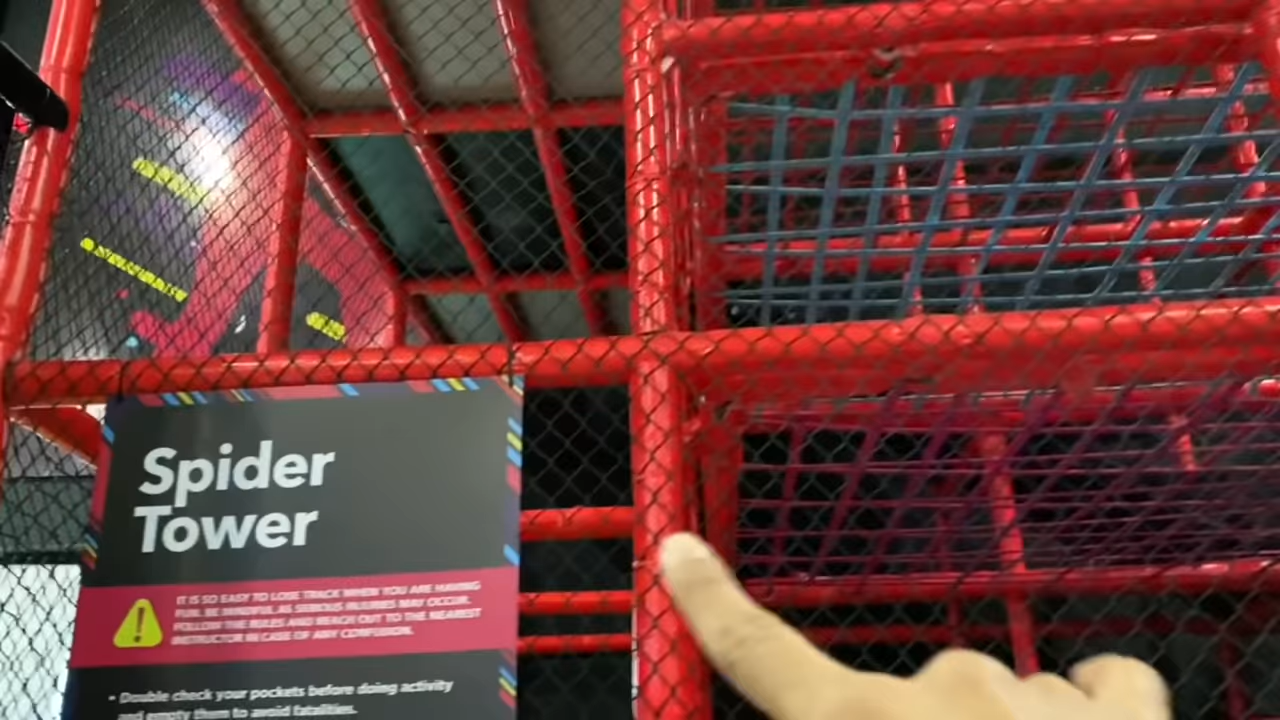 Spider
Tower
IT IS SO EASY TO LOSE TRACK WHEN YOU ARE HAVING
FUN. BE MINDFUL AS SERIOUS INJURIES MAY OCCUR.
FOLLOW THE RULES AND REACH OUT TO THE NEAREST
INSTRUCTOR IN CASE OF ANY CONFUSION.
• Double check your pockets before doing activity
and empty them to avoid fatalities.